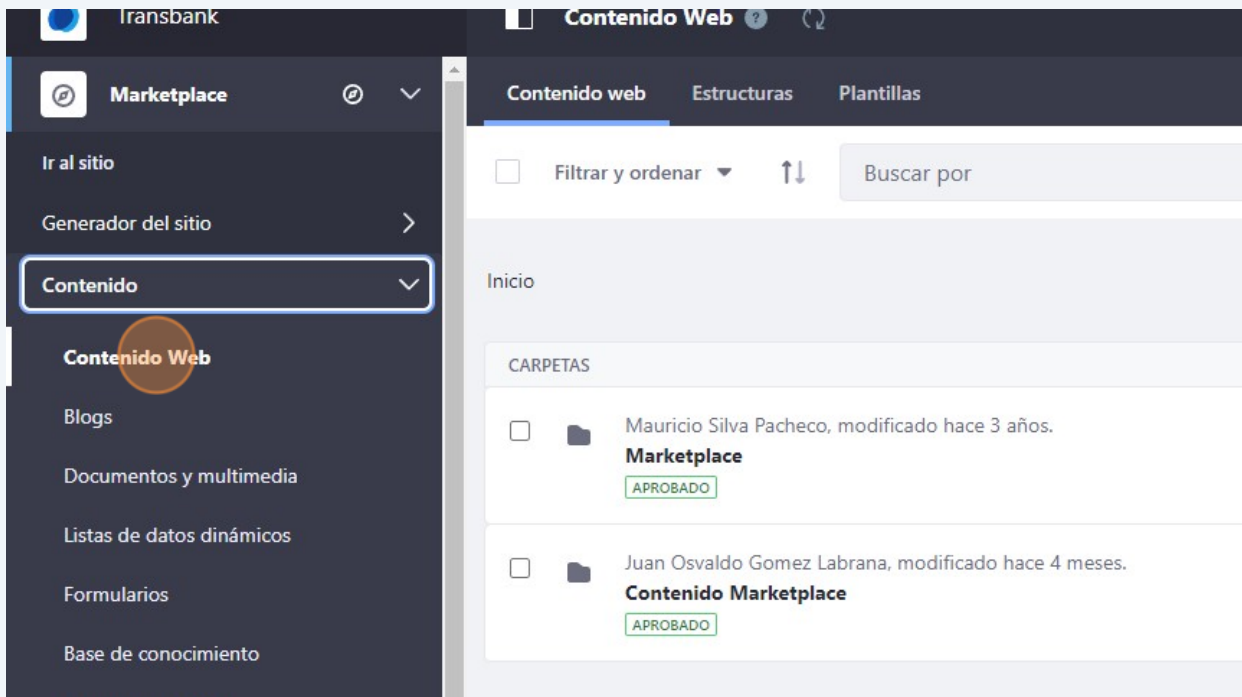 Transbank
Marketplace
Ir al sitio
Generador del sitio
Contenido
Contenido Web
Blogs
Documentos y multimedia
Listas de datos dinámicos
Formularios
Base de conocimiento
Contenido Web ?
Contenido web Estructuras Plantillas
Filtrar y ordenar Buscar por
Inicio
CARPETAS
Mauricio Silva Pacheco, modificado hace 3 años.
Marketplace
APROBADO
Juan Osvaldo Gomez Labrana, modificado hace 4 meses.
Contenido Marketplace
APROBADO